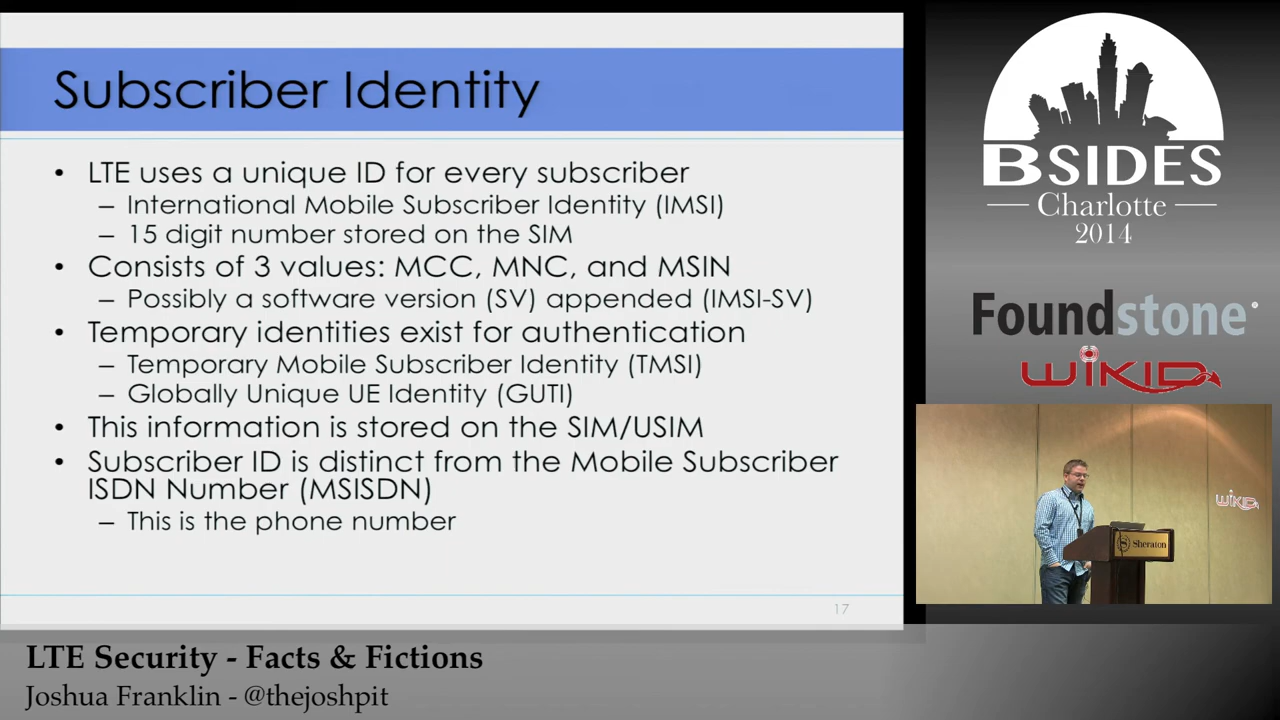 Subscriber Identity
• LTE uses a unique ID for every subscriber
– International Mobile Subscriber Identity (IMSI)
– 15 digit number stored on the SIM
• Consists of 3 values: MCC, MNC, and MSIN
– Possibly a software version (SV) appended (IMSI-SV)
• Temporary identities exist for authentication
– Temporary Mobile Subscriber Identity (TMSI)
– Globally Unique UE Identity (GUTI)
• This information is stored on the SIM/USIM
• Subscriber ID is distinct from the Mobile Subscriber
ISDN Number (MSISDN)
– This is the phone number
17
BSIDES
Charlotte
2014
Foundstone
WiKID
WiKID
Sheraton
LTE Security - Facts & Fictions
Joshua Franklin - @thejoshpit